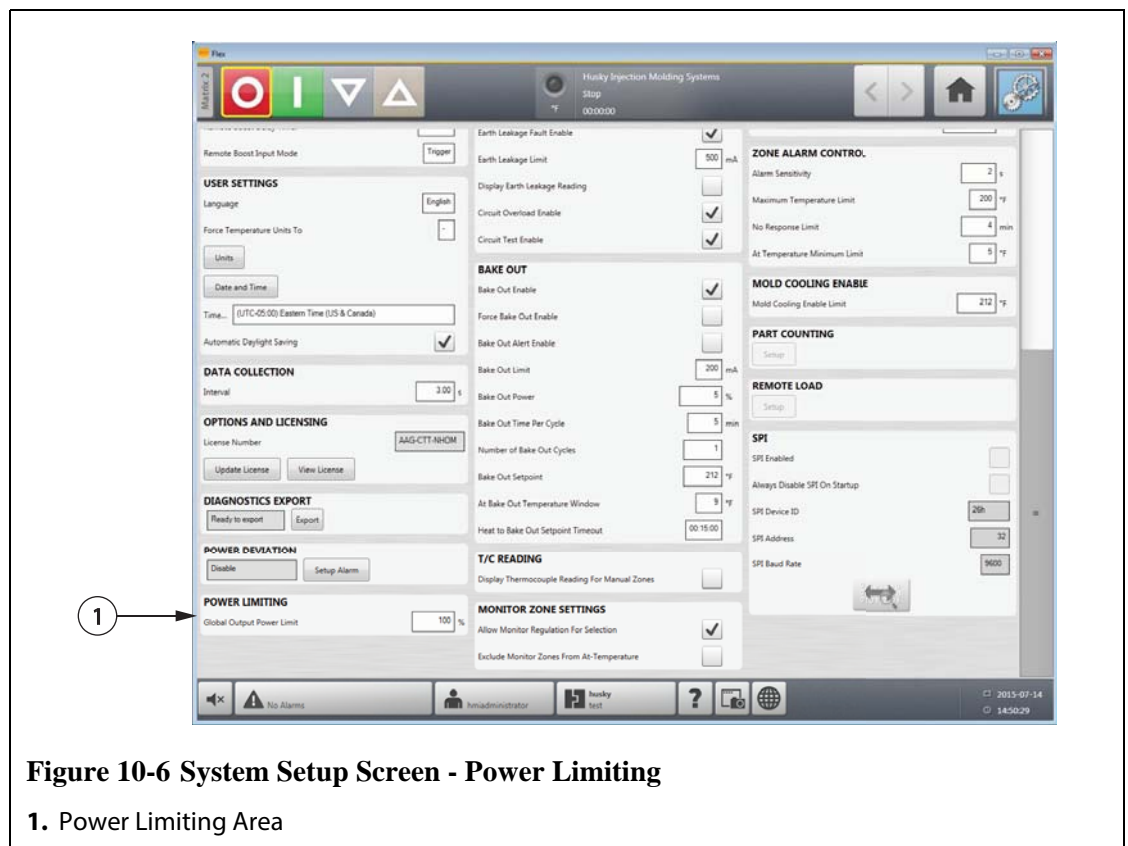 Flex
Matrix 2
Husky Injection Molding Systems
Stop
°F 00:00:00
Remote Boost Input Mode Trigger
USER SETTINGS
Language English
Force Temperature Units To -
Units
Date and Time
Time... (UTC-05:00) Eastern Time (US & Canada)
Automatic Daylight Saving
DATA COLLECTION
Interval 3.00 s
OPTIONS AND LICENSING
License Number AAG-CTT-NHOM
Update License View License
DIAGNOSTICS EXPORT
Ready to export Export
POWER DEVIATION
Disable Setup Alarm
POWER LIMITING
Global Output Power Limit 100 %
Earth Leakage Fault Enable
Earth Leakage Limit 500 mA
Display Earth Leakage Reading
Circuit Overload Enable
Circuit Test Enable
BAKE OUT
Bake Out Enable
Force Bake Out Enable
Bake Out Alert Enable
Bake Out Limit 200 mA
Bake Out Power 5 %
Bake Out Time Per Cycle 5 min
Number of Bake Out Cycles 1
Bake Out Setpoint 212 °F
At Bake Out Temperature Window 9 °F
Heat to Bake Out Setpoint Timeout 00:15:00
T/C READING
Display Thermocouple Reading For Manual Zones
MONITOR ZONE SETTINGS
Allow Monitor Regulation For Selection
Exclude Monitor Zones From At-Temperature
ZONE ALARM CONTROL
Alarm Sensitivity 2 s
Maximum Temperature Limit 200 °F
No Response Limit 4 min
At Temperature Minimum Limit 5 °F
MOLD COOLING ENABLE
Mold Cooling Enable Limit 212 °F
PART COUNTING
Setup
REMOTE LOAD
Setup
SPI
SPI Enabled
Always Disable SPI On Startup
SPI Device ID 26h
SPI Address 32
SPI Baud Rate 9600
1
No Alarms
hmiadministrator
husky
test
?
2015-07-14
14:50:29
Figure 10-6 System Setup Screen - Power Limiting
1. Power Limiting Area